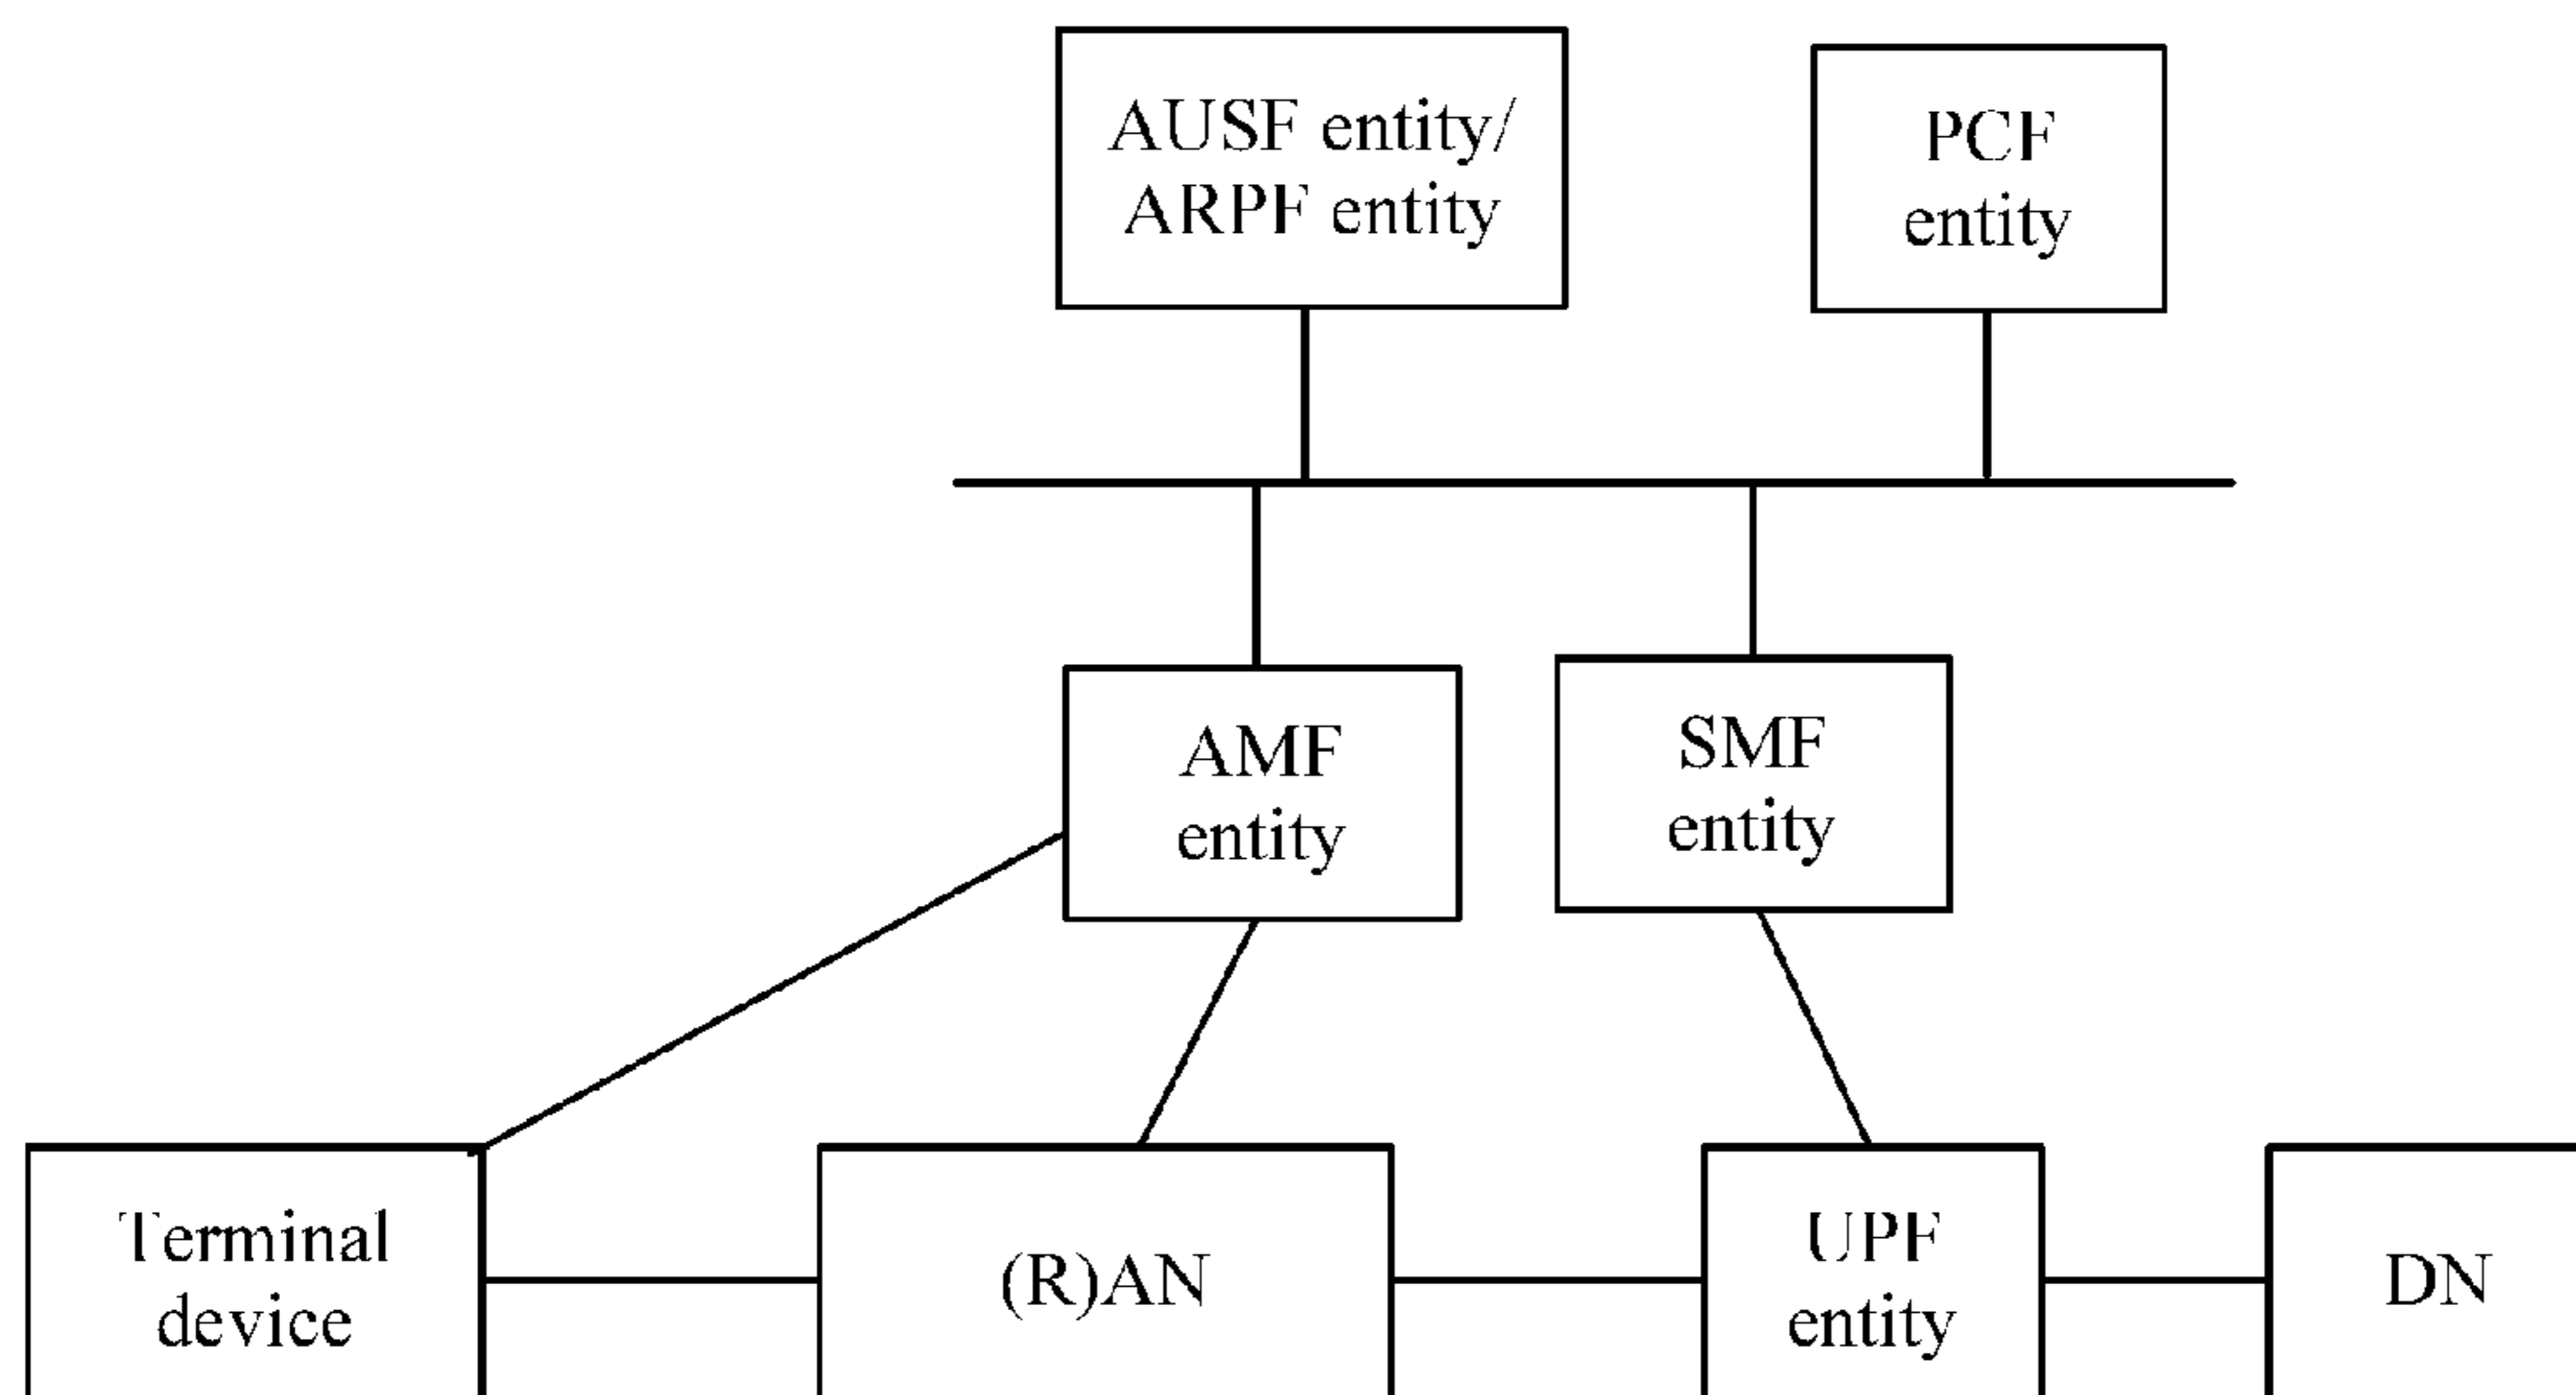 AUSF entity/
ARPF entity
PCF
entity
AMF
entity
SMF
entity
Terminal
device
(R)AN
UPF
entity
DN